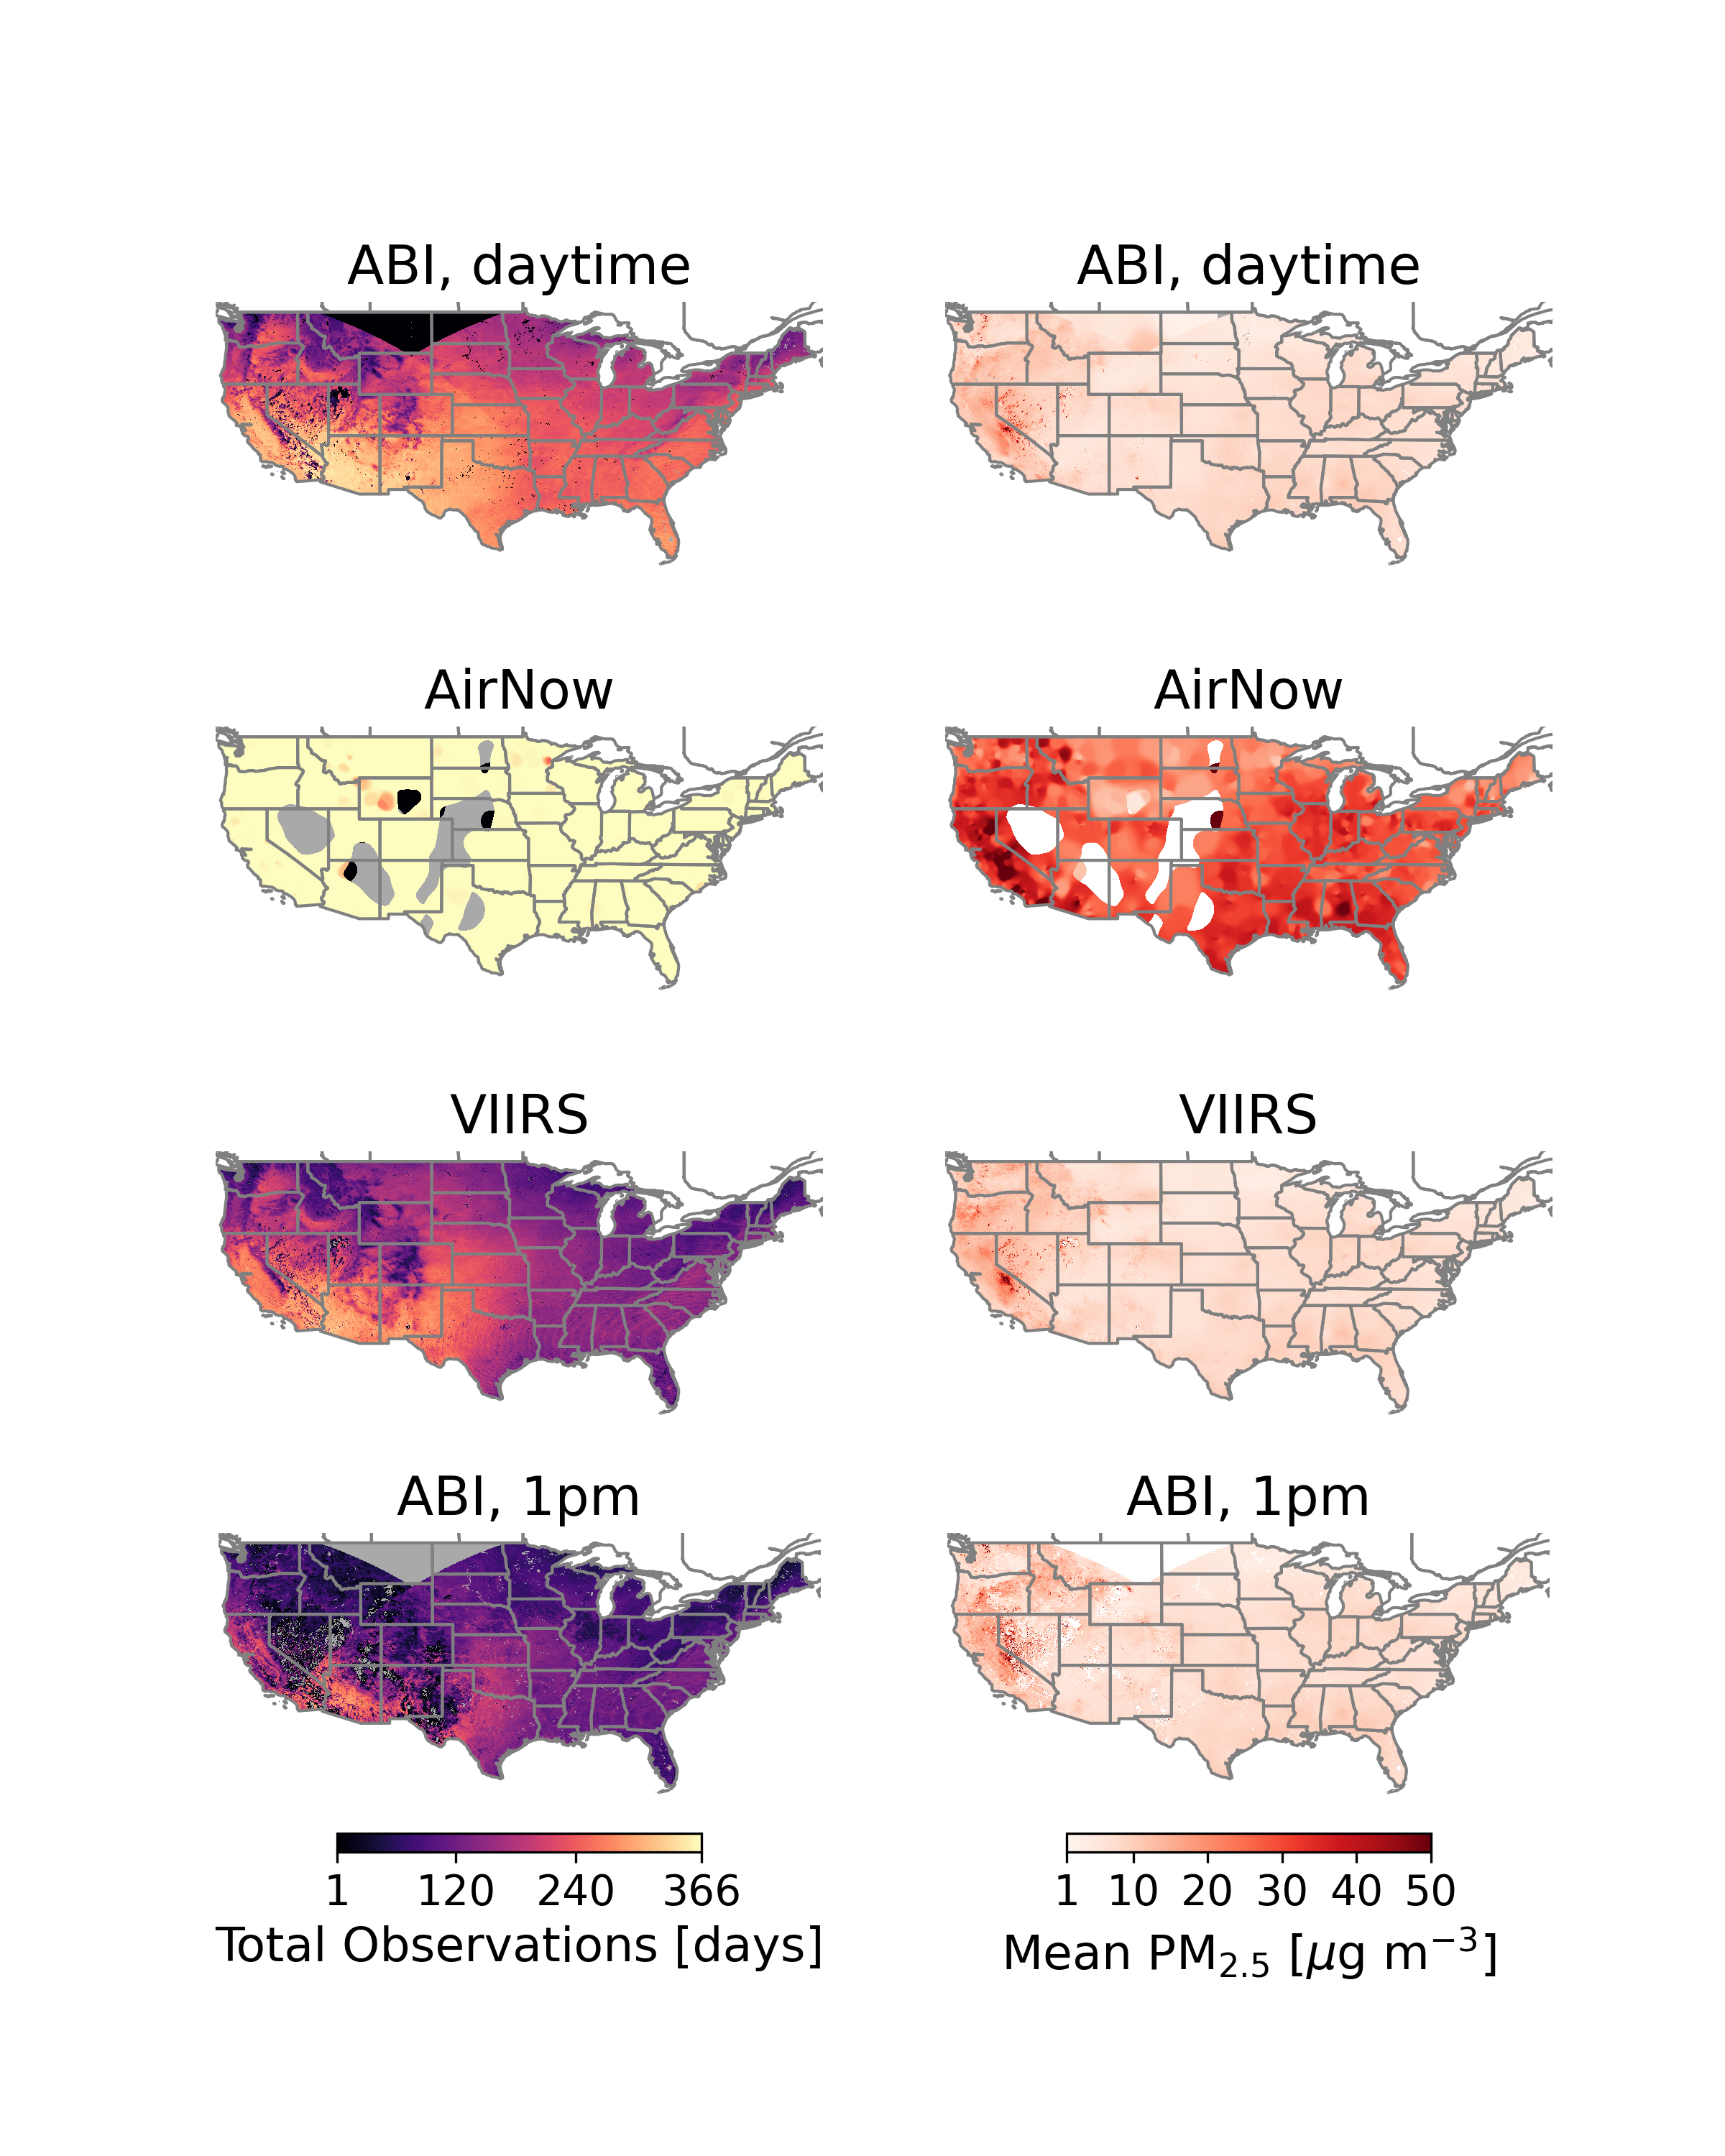 ABI, daytime
ABI, daytime
AirNow
AirNow
VIIRS
VIIRS
ABI, 1pm
ABI, 1pm
1 120 240 366
Total Observations [days]
1 10 20 30 40 50
Mean PM₂.₅ [μg m⁻³]